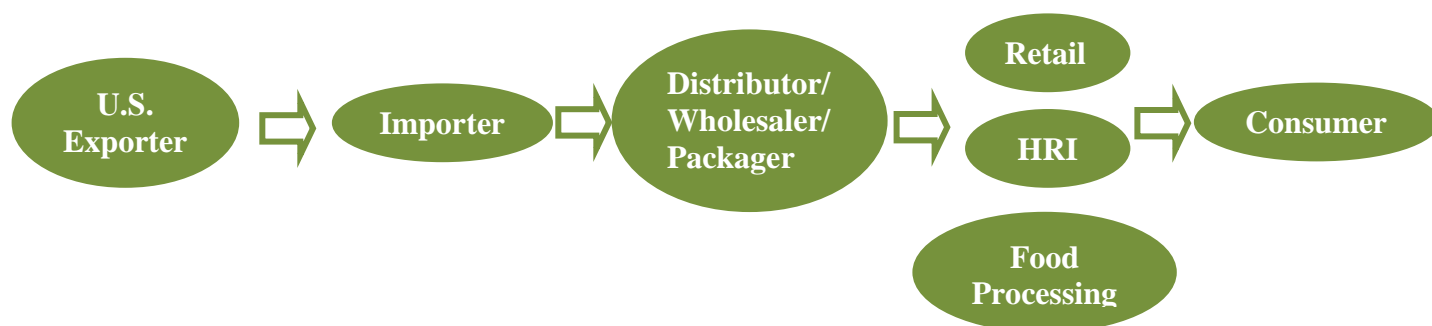 U.S.
Exporter
Importer
Distributor/
Wholesaler/
Packager
Retail
HRI
Food
Processing
Consumer